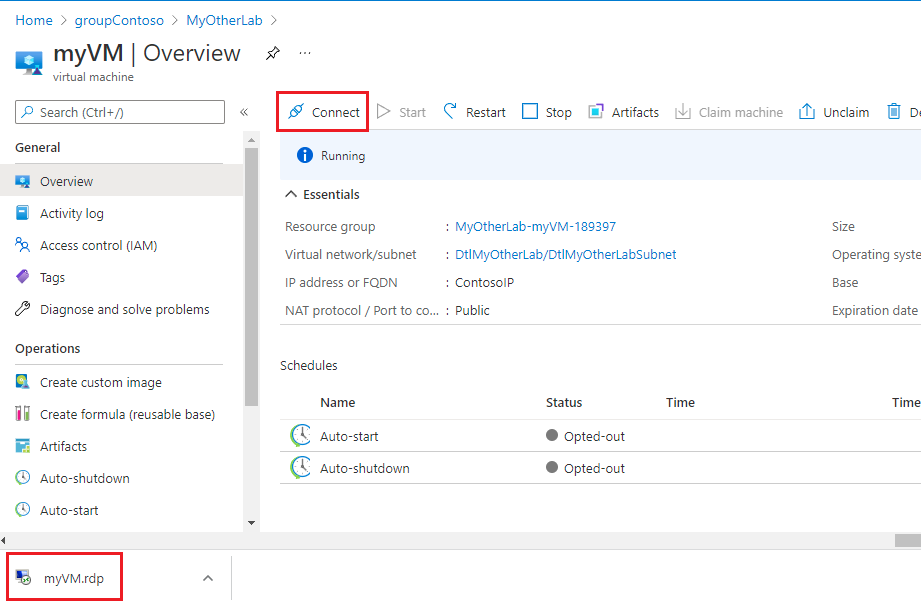 Home > groupContoso > MyOtherLab >
myVM | Overview ...
virtual machine
Search (Ctrl+/) «
Connect Start Restart Stop Artifacts Claim machine Unclaim De
General
Overview
Activity log
Access control (IAM)
Tags
Diagnose and solve problems
Operations
Create custom image
Create formula (reusable base)
Artifacts
Auto-shutdown
Auto-start
Running
Essentials
Resource group : MyOtherLab-myVM-189397 Size
Virtual network/subnet : DtlMyOtherLab/DtlMyOtherLabSubnet Operating syste
IP address or FQDN : ContosoIP Base
NAT protocol / Port to co... : Public Expiration date
Schedules
Name Status Time Time
Auto-start Opted-out
Auto-shutdown Opted-out
myVM.rdp